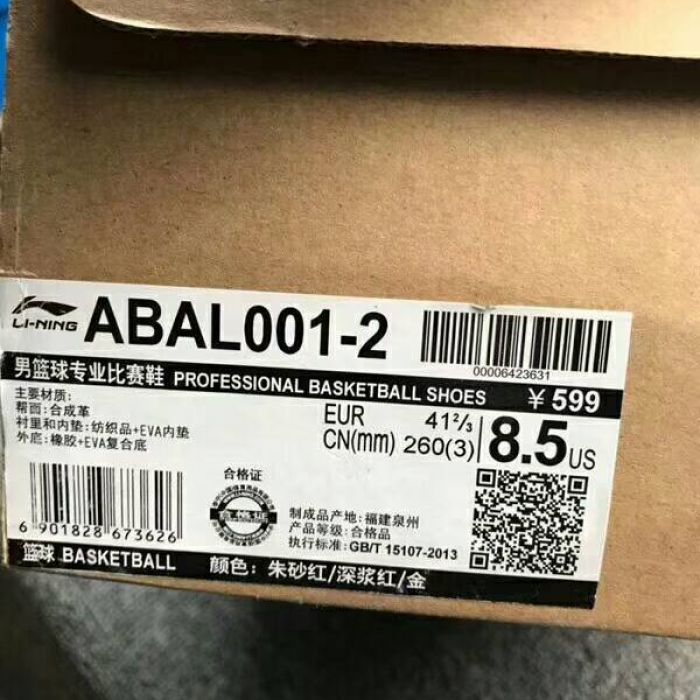 LI-NING
ABAL001-2
00006423631
男篮球专业比赛鞋 PROFESSIONAL BASKETBALL SHOES ¥599
主要材质:
帮面: 合成革
衬里和内垫: 纺织品+EVA内垫
外底: 橡胶+EVA复合底
EUR 41⅔
CN(mm) 260(3)
8.5US
合格证
制成品产地: 福建泉州
产品等级: 合格品
执行标准: GB/T 15107-2013
6 901828 673626
篮球 BASKETBALL 颜色: 朱砂红/深浆红/金